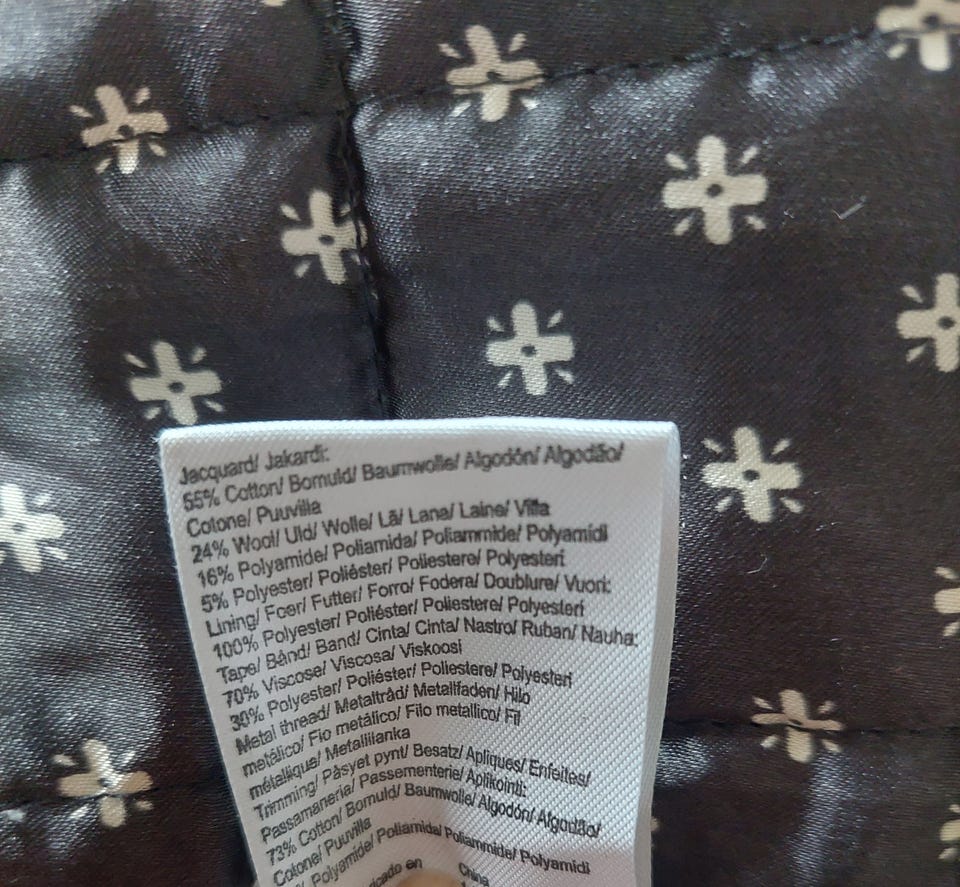 Jacquard/ Jakardi:
55% Cotton/ Bomuld/ Baumwolle/ Algodón/ Algodão/
Cotone/ Puuvilla
24% Wool/ Uld/ Wolle/ Lã/ Lana/ Laine/ Villa
16% Polyamide/ Poliamida/ Poliammide/ Polyamidi
5% Polyester/ Poliéster/ Poliestere/ Polyesteri
Lining/ Foer/ Futter/ Forro/ Fodera/ Doublure/ Vuori:
100% Polyester/ Poliéster/ Poliestere/ Polyesteri
Tape/ Bånd/ Band/ Cinta/ Cinta/ Nastro/ Ruban/ Nauha:
70% Viscose/ Viscosa/ Viskoosi
30% Polyester/ Poliéster/ Poliestere/ Polyesteri
Metal thread/ Metaltråd/ Metallfaden/ Hilo
metálico/ Fio metálico/ Filo metallico/ Fil
métallique/ Metallilanka
Trimming/ Påsyet pynt/ Besatz/ Apliques/ Enfeites/
Passamaneria/ Passementerie/ Aplikointi:
73% Cotton/ Bomuld/ Baumwolle/ Algodón/ Algodão/
Cotone/ Puuvilla
% Polyamide/ Poliamida/ Poliammide/ Polyamidi
icado en China